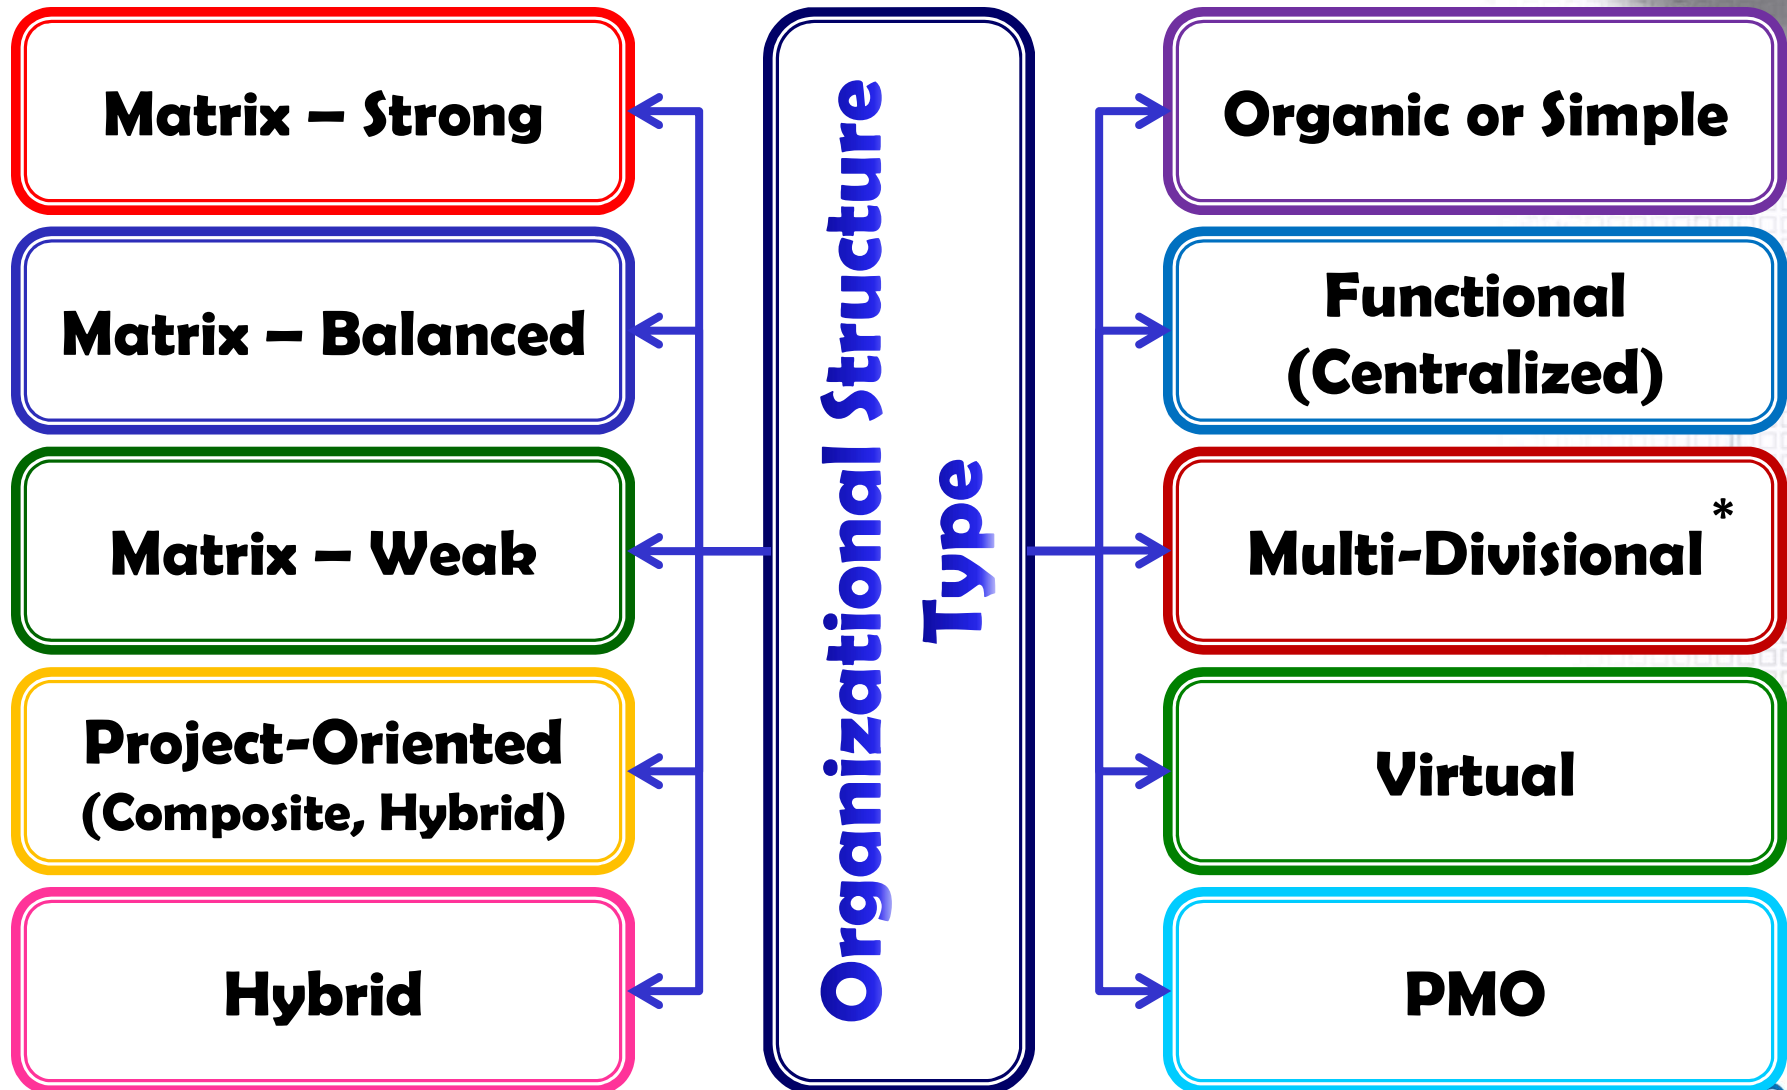 Matrix – Strong
Matrix – Balanced
Matrix – Weak
Project-Oriented
(Composite, Hybrid)
Hybrid
Organizational Structure
Type
Organic or Simple
Functional
(Centralized)
Multi-Divisional *
Virtual
PMO